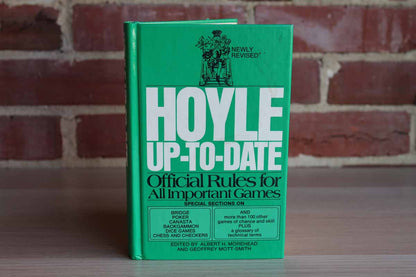 NEWLY
REVISED
HOYLE
UP-TO-DATE
Official Rules for
All Important Games
SPECIAL SECTIONS ON
BRIDGE
POKER
CANASTA
BACKGAMMON
DICE GAMES
CHESS AND CHECKERS
AND
more than 100 other
games of chance and skill
PLUS
a glossary of
technical terms
EDITED BY ALBERT H. MOREHEAD
AND GEOFFREY MOTT-SMITH